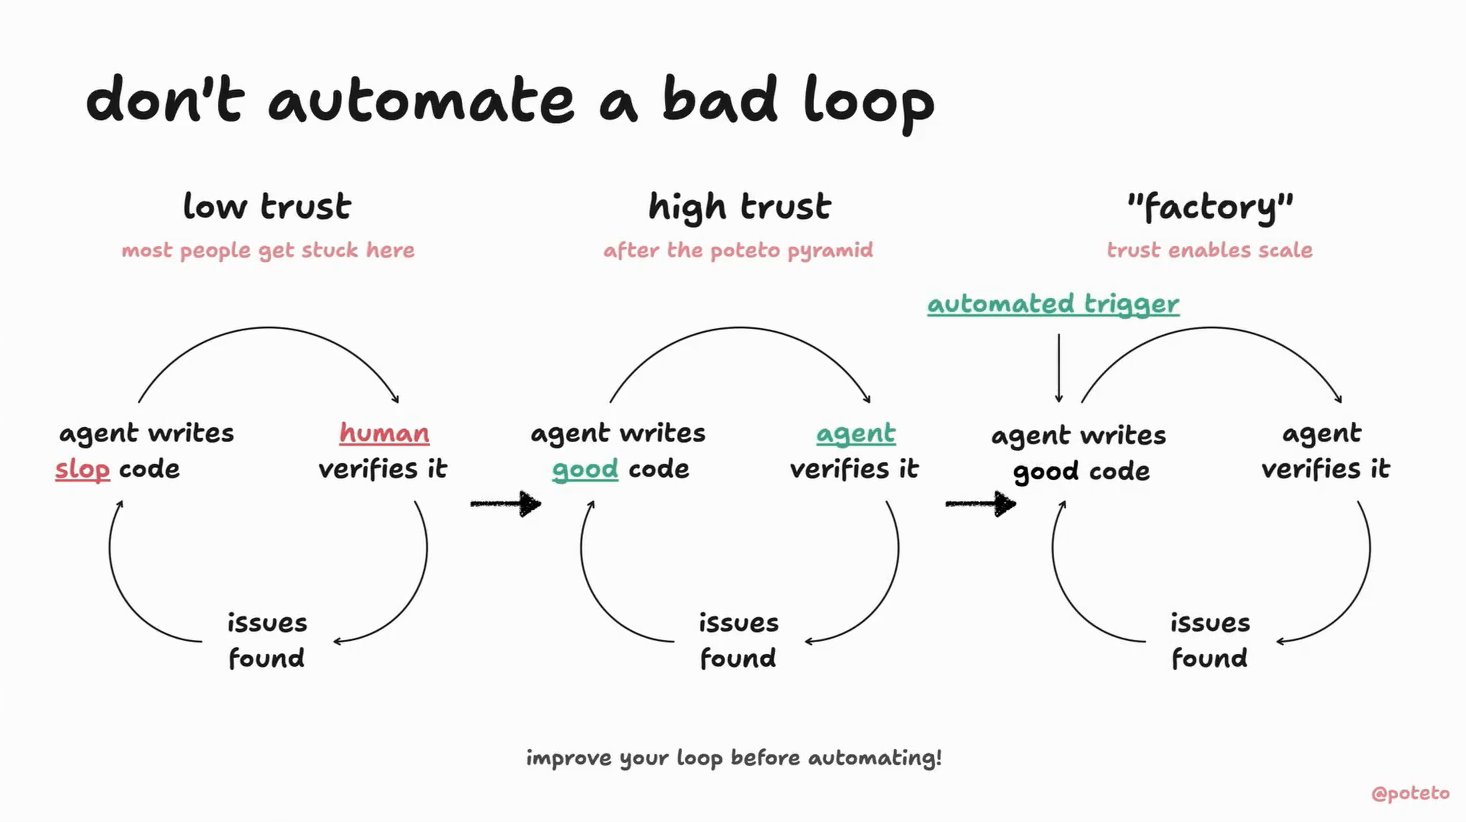 don't automate a bad loop
low trust
most people get stuck here
agent writes
slop code
human
verifies it
issues
found
high trust
after the poteto pyramid
agent writes
good code
agent
verifies it
issues
found
"factory"
trust enables scale
automated trigger
agent writes
good code
agent
verifies it
issues
found
improve your loop before automating!
@poteto